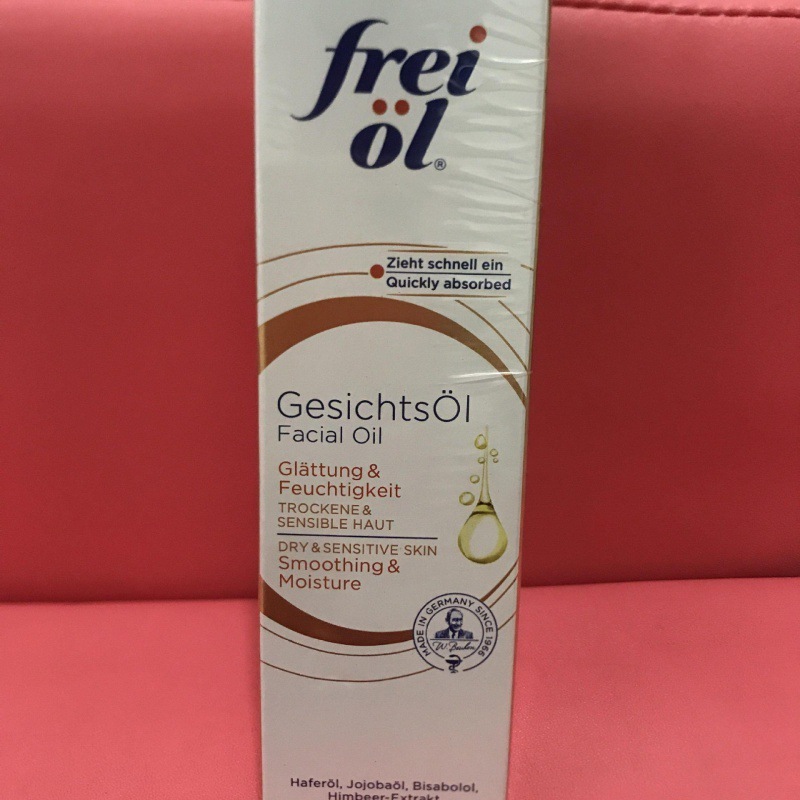 frei
öl®
Zieht schnell ein
Quickly absorbed
GesichtsÖl
Facial Oil
Glättung &
Feuchtigkeit
TROCKENE &
SENSIBLE HAUT
DRY & SENSITIVE SKIN
Smoothing &
Moisture
MADE IN GERMANY SINCE 1966
Haferöl, Jojobaöl, Bisabolol,
Himbeer-Extrakt